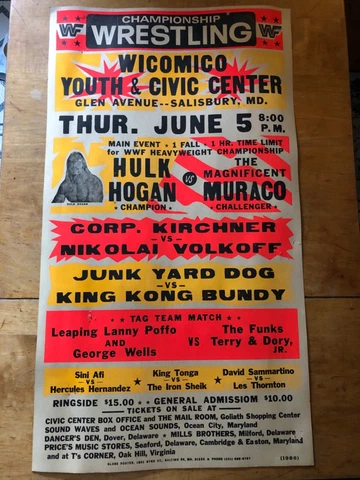 WF CHAMPIONSHIP WF
WRESTLING
WICOMICO
YOUTH & CIVIC CENTER
GLEN AVENUE--SALISBURY, MD.
THUR. JUNE 5 8:00 P.M.
MAIN EVENT • 1 FALL • 1 HR. TIME LIMIT
for WWF HEAVYWEIGHT CHAMPIONSHIP
HULK HOGAN
• CHAMPION •
VS
THE MAGNIFICENT
MURACO
• CHALLENGER •
HULK HOGAN
CORP. KIRCHNER
-VS-
NIKOLAI VOLKOFF
JUNK YARD DOG
-VS-
KING KONG BUNDY
•• TAG TEAM MATCH ••
Leaping Lanny Poffo
AND
George Wells
VS
The Funks
Terry & Dory, JR.
Sini Afi
-VS-
Hercules Hernandez
★
King Tonga
-VS-
The Iron Sheik
★
David Sammartino
-VS-
Les Thornton
RINGSIDE $15.00 •• GENERAL ADMISSIOM $10.00
TICKETS ON SALE AT
CIVIC CENTER BOX OFFICE and THE MAIL ROOM, Goliath Shopping Center
SOUND WAVES and OCEAN SOUNDS, Ocean City, Maryland
DANCER'S DEN, Dover, Delaware • MILLS BROTHERS, Milford, Delaware
PRICE'S MUSIC STORES, Seaford, Delaware, Cambridge & Easton, Maryland
and at T's CORNER, Oak Hill, Virginia
(1986)